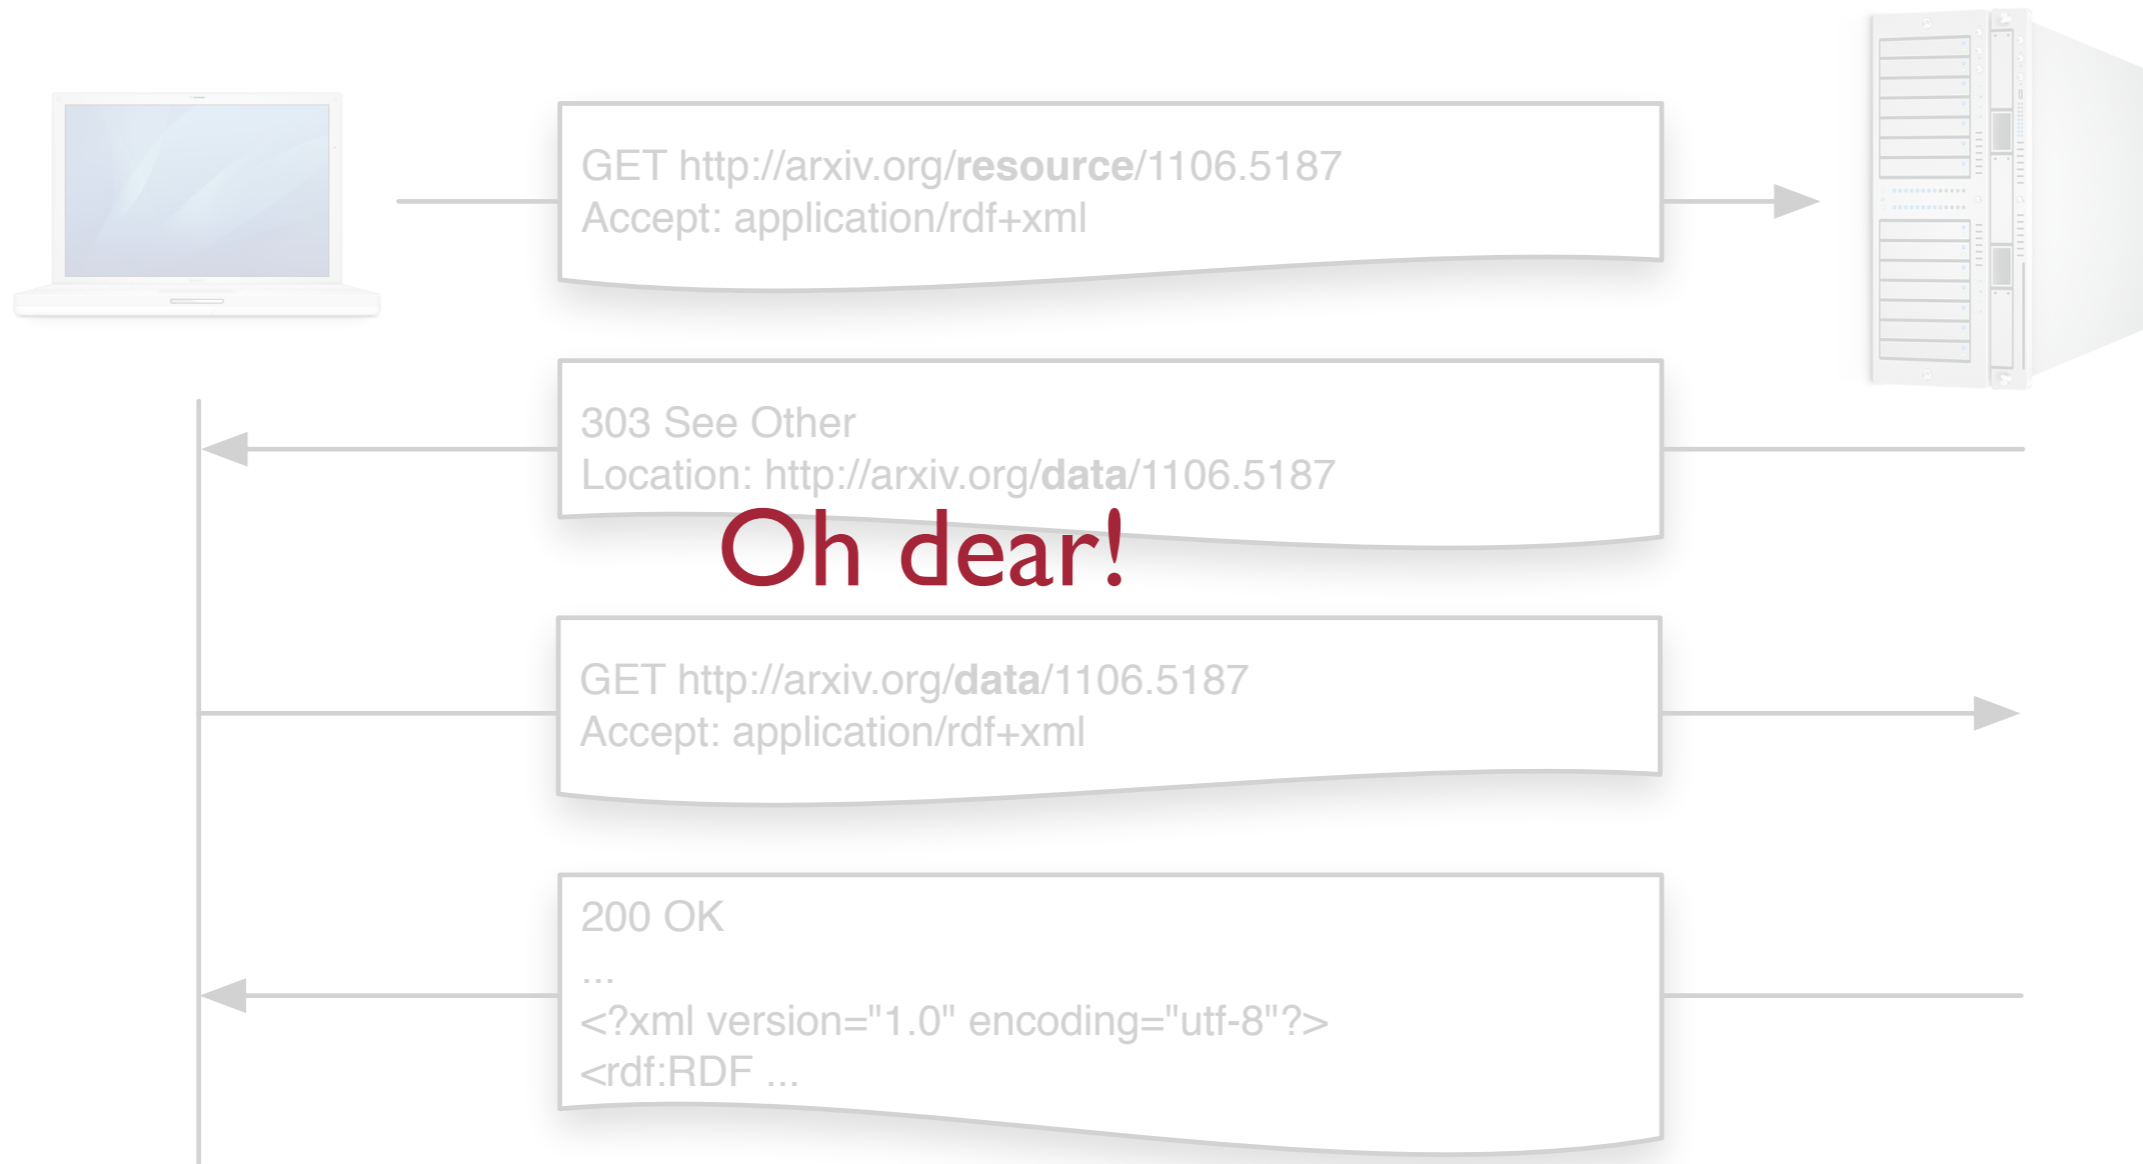 GET http://arxiv.org/resource/1106.5187
Accept: application/rdf+xml
303 See Other
Location: http://arxiv.org/data/1106.5187
Oh dear!
GET http://arxiv.org/data/1106.5187
Accept: application/rdf+xml
200 OK
...
<?xml version="1.0" encoding="utf-8"?>
<rdf:RDF ...